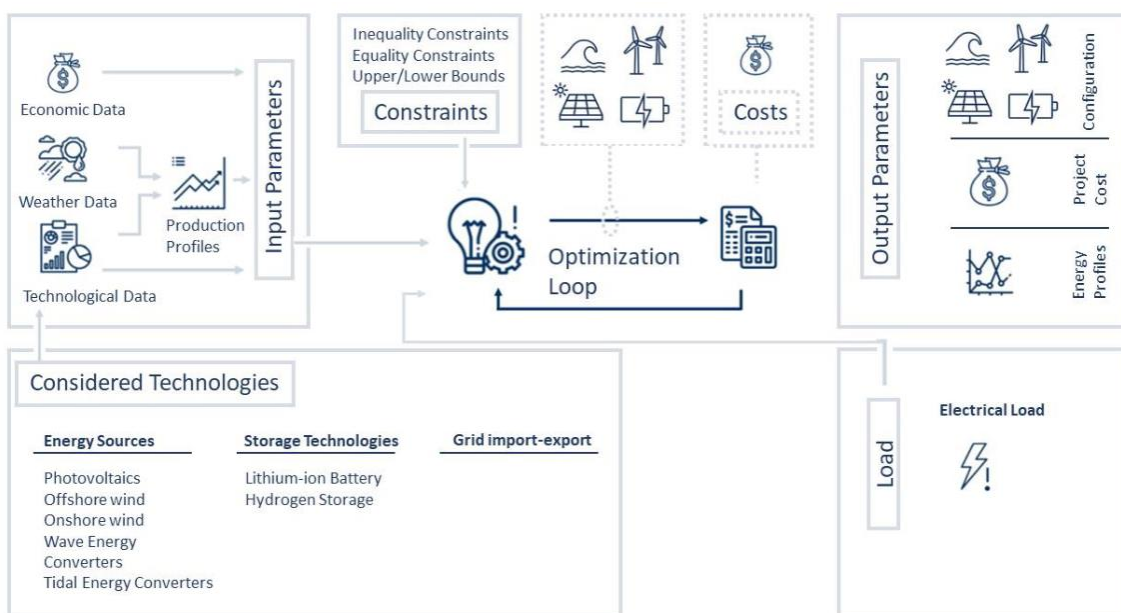 Economic Data
Weather Data
Production
Profiles
Technological Data
Input Parameters
Inequality Constraints
Equality Constraints
Upper/Lower Bounds
Constraints
Costs
Optimization
Loop
Output Parameters
Configuration
Project
Cost
Energy
Profiles
Considered Technologies
Energy Sources
Photovoltaics
Offshore wind
Onshore wind
Wave Energy
Converters
Tidal Energy Converters
Storage Technologies
Lithium-ion Battery
Hydrogen Storage
Grid import-export
Load
Electrical Load